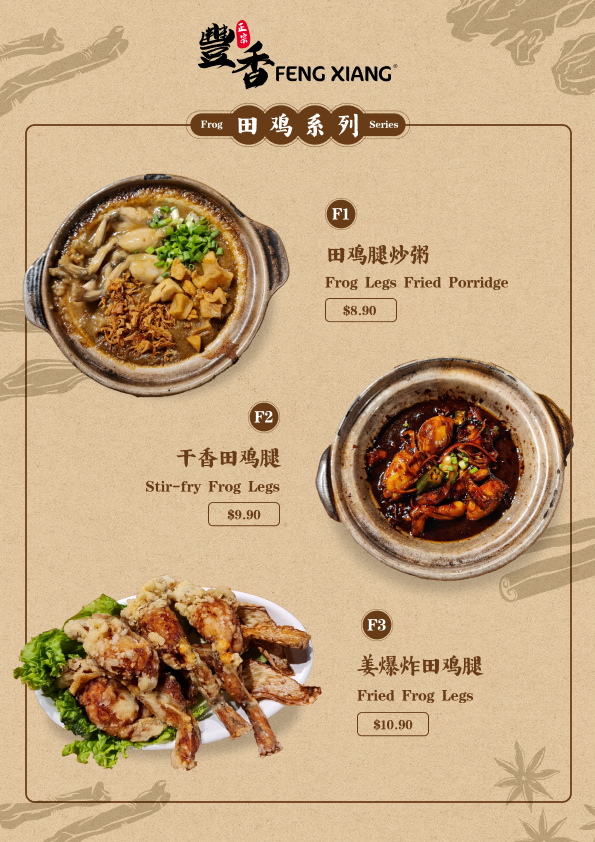 豐香
正宗
FENG XIANG®
Frog 田鸡系列 Series
F1
田鸡腿炒粥
Frog Legs Fried Porridge
$8.90
F2
干香田鸡腿
Stir-fry Frog Legs
$9.90
F3
姜爆炸田鸡腿
Fried Frog Legs
$10.90